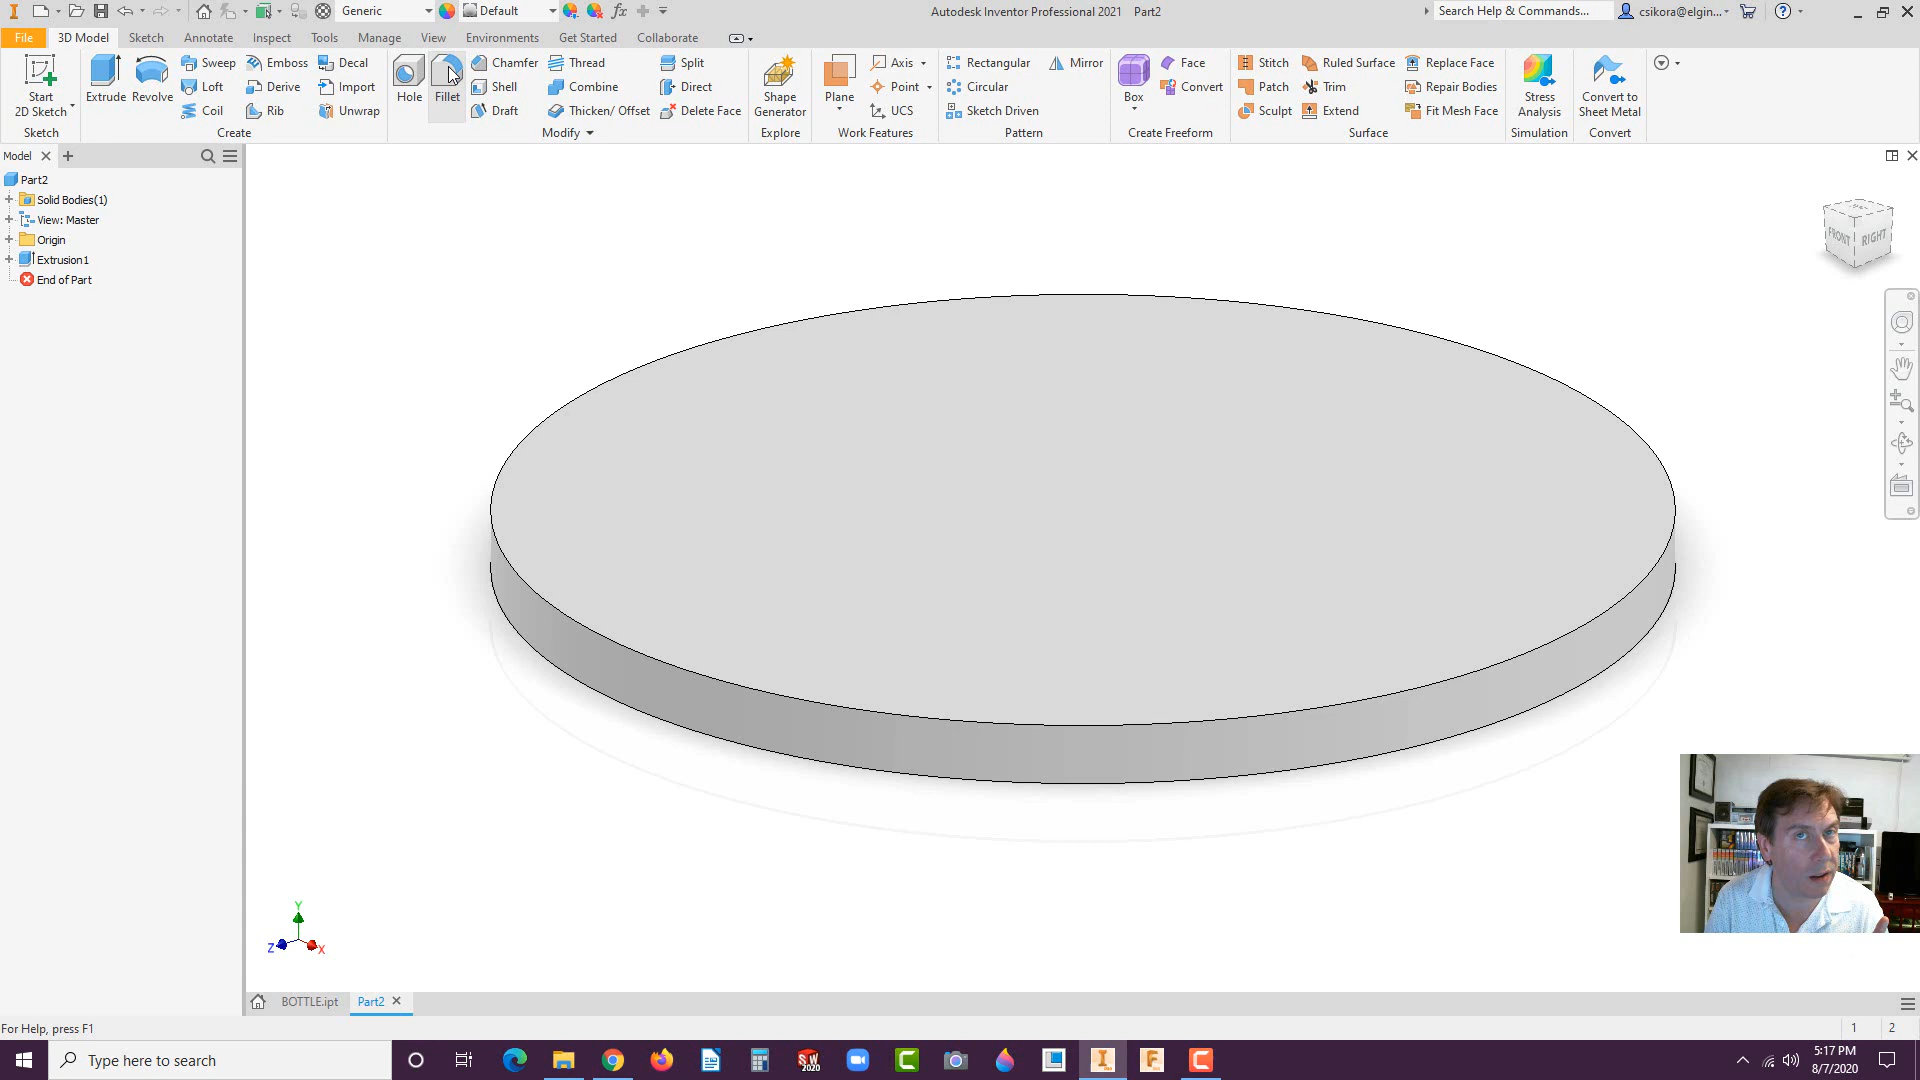 Generic Default Autodesk Inventor Professional 2021 Part2 Search Help & Commands... csikora@elgin...
File 3D Model Sketch Annotate Inspect Tools Manage View Environments Get Started Collaborate
Start 2D Sketch
Sketch
Extrude Revolve
Sweep Emboss Decal
Loft Derive Import
Coil Rib Unwrap
Create
Hole Fillet
Chamfer Thread Split
Shell Combine Direct
Draft Thicken/ Offset Delete Face
Modify
Shape Generator
Explore
Plane
Axis
Point
UCS
Work Features
Rectangular Mirror
Circular
Sketch Driven
Pattern
Box
Face
Convert
Create Freeform
Stitch Ruled Surface Replace Face
Patch Trim Repair Bodies
Sculpt Extend Fit Mesh Face
Surface
Stress Analysis
Simulation
Convert to Sheet Metal
Convert
Model
Part2
Solid Bodies(1)
View: Master
Origin
Extrusion1
End of Part
FRONT RIGHT
Y
Z X
BOTTLE.ipt Part2
For Help, press F1 1 2
Type here to search
SW 2020
5:17 PM
8/7/2020